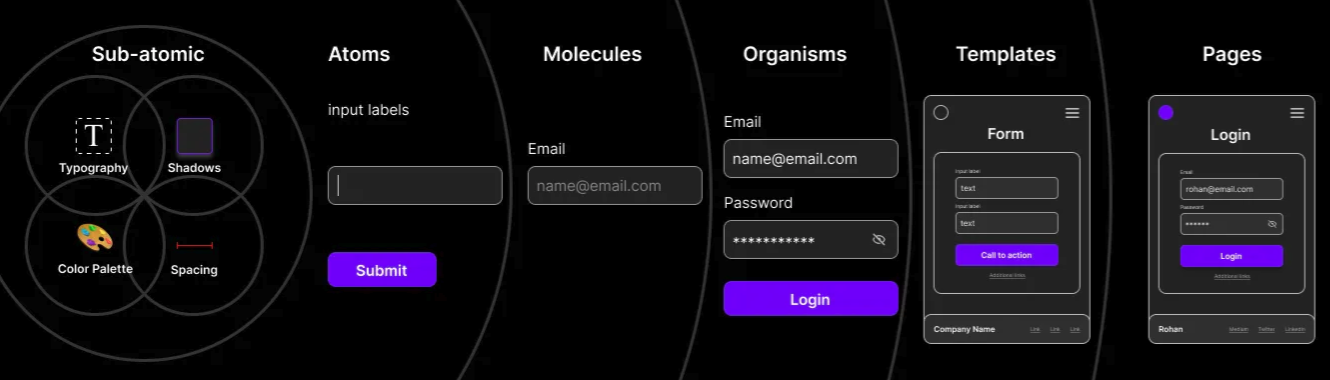 Sub-atomic
T
Typography
Shadows
Color Palette
Spacing
Atoms
input labels
Submit
Molecules
Email
name@email.com
Organisms
Email
name@email.com
Password
***********
Login
Templates
Form
Input label
text
Input label
text
Call to action
Additional links
Company Name
Link Link Link
Pages
Login
Email
rohan@email.com
Password
******
Login
Additional links
Rohan
Medium Twitter LinkedIn